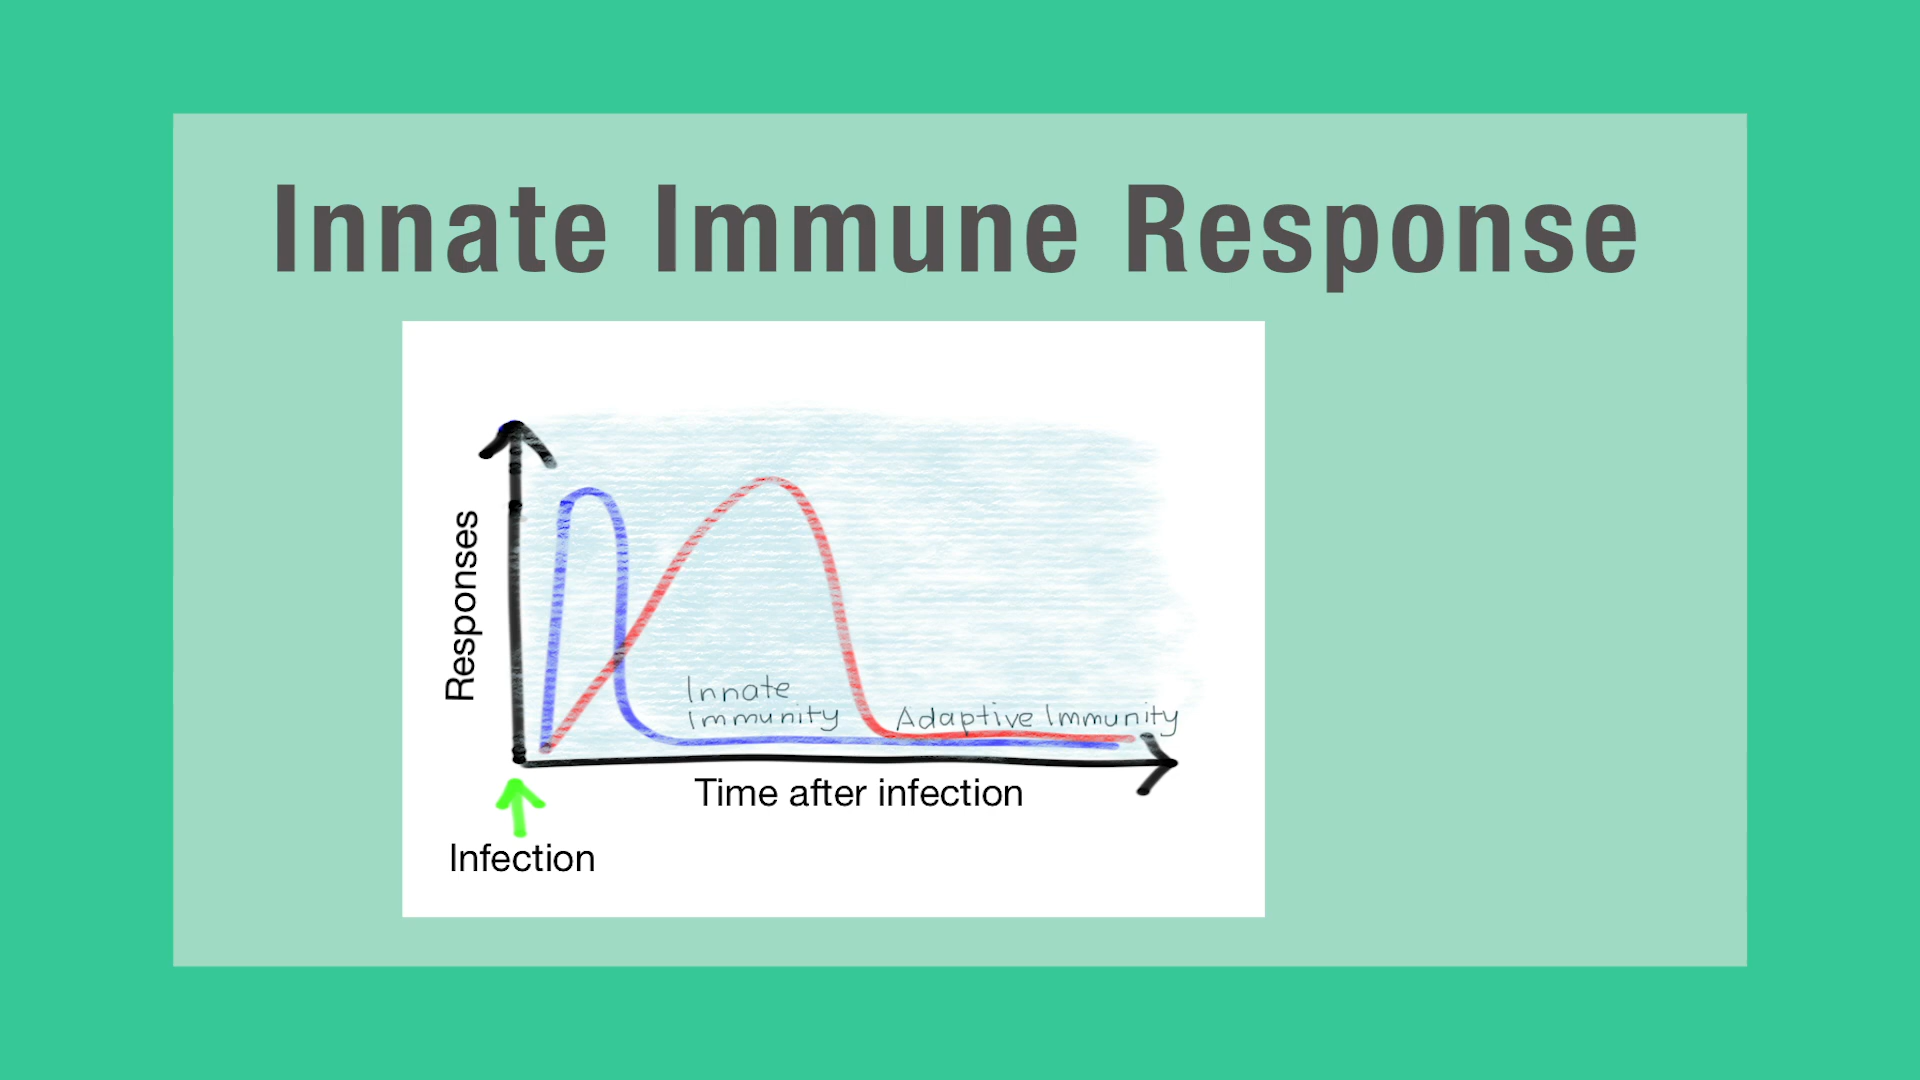 Innate Immune Response
Responses
Innate
Immunity
Adaptive Immunity
Time after infection
Infection